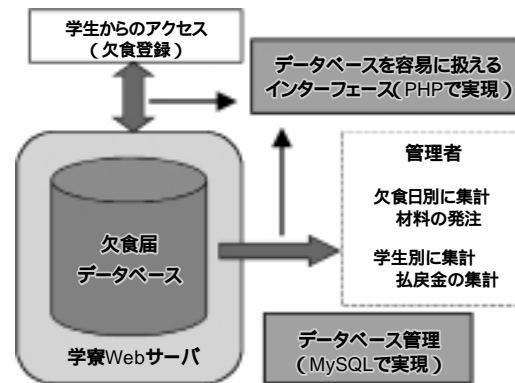 学生からのアクセス
(欠食登録)
データベースを容易に扱える
インターフェース(PHPで実現)
管理者
欠食日別に集計
材料の発注
学生別に集計
払戻金の集計
欠食届
データベース
学寮Webサーバ
データベース管理
(MySQLで実現)